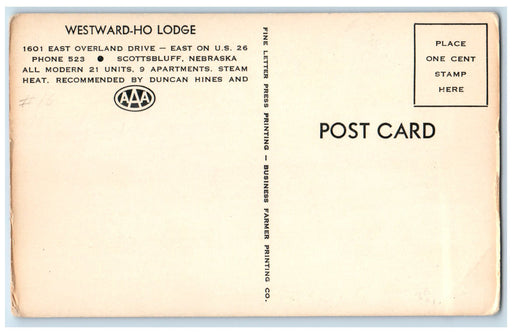 WESTWARD-HO LODGE
1601 EAST OVERLAND DRIVE — EAST ON U.S. 26
PHONE 523 ● SCOTTSBLUFF, NEBRASKA
ALL MODERN 21 UNITS, 9 APARTMENTS. STEAM
HEAT. RECOMMENDED BY DUNCAN HINES AND
AAA
FINE LETTER PRESS PRINTING — BUSINESS FARMER PRINTING CO.
PLACE
ONE CENT
STAMP
HERE
POST CARD